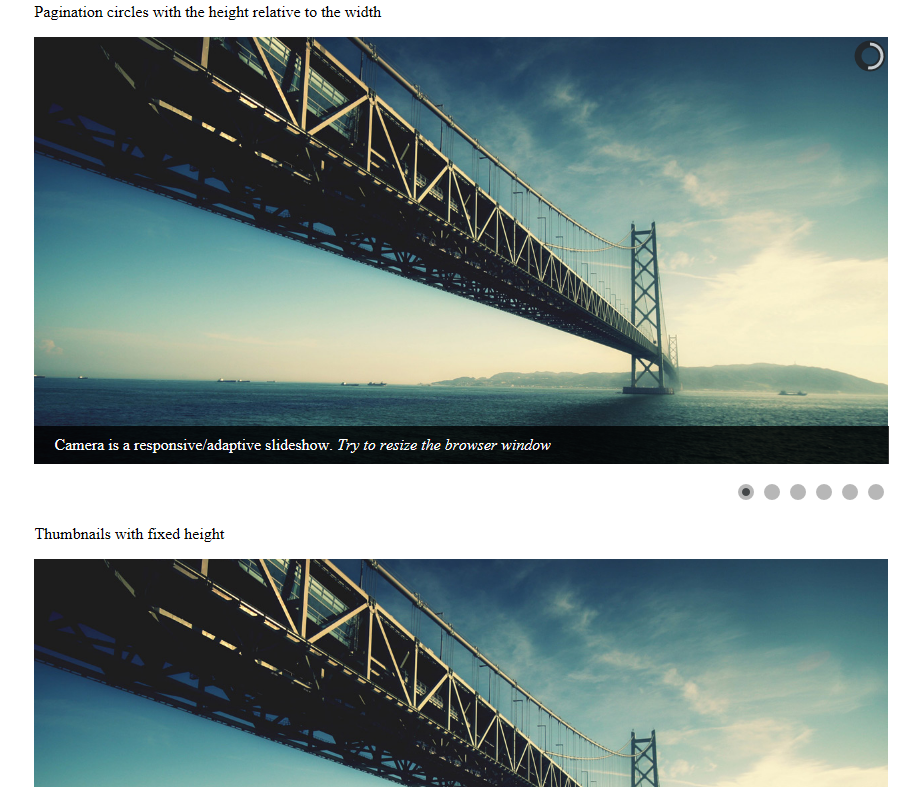 Pagination circles with the height relative to the width
Camera is a responsive/adaptive slideshow. Try to resize the browser window
Thumbnails with fixed height